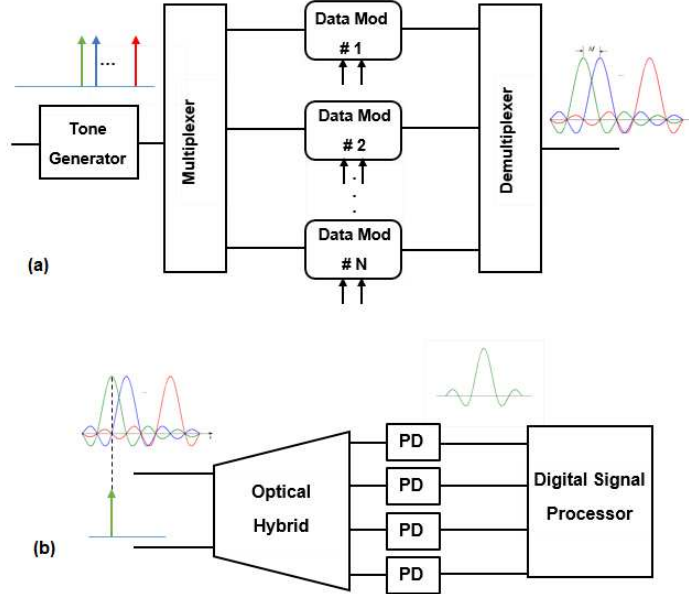 Tone
Generator
Multiplexer
Data Mod
# 1
Data Mod
# 2
Data Mod
# N
Demultiplexer
(a)
Optical
Hybrid
PD
PD
PD
PD
Digital Signal
Processor
(b)